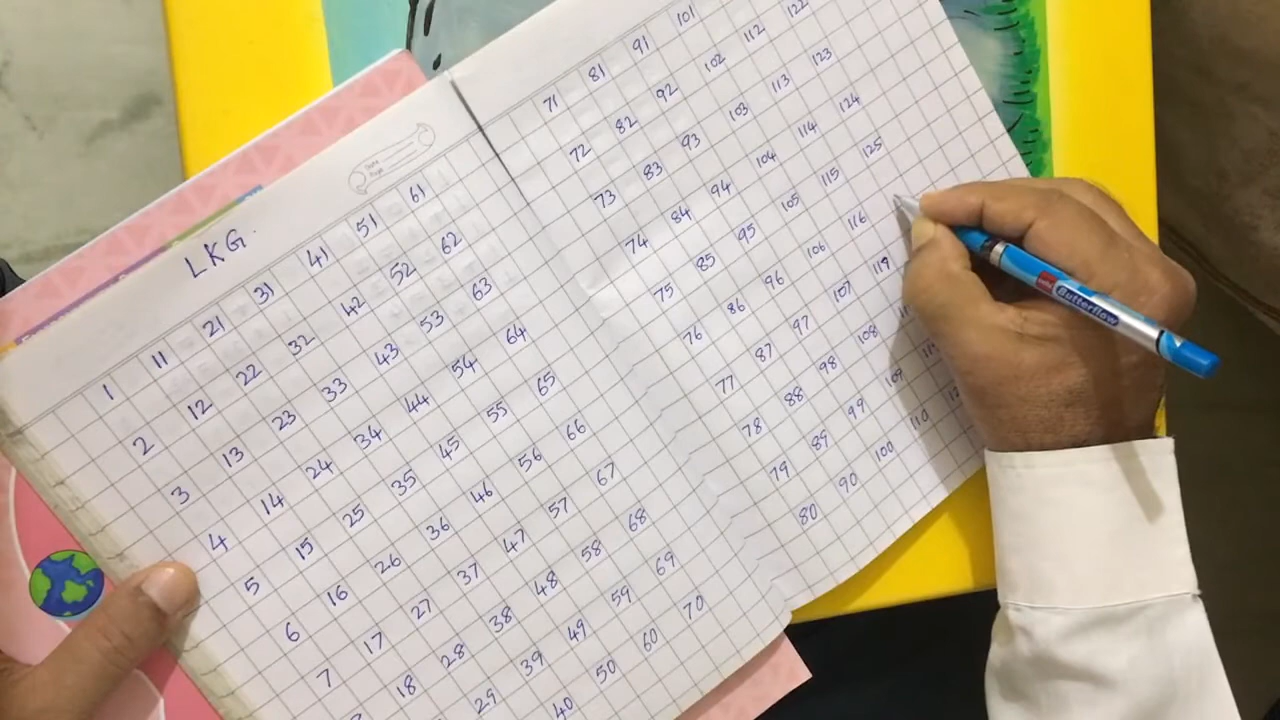 LKG.
Date
Page
1 11 21 31 41 51 61 71 81 91 101
2 12 22 32 42 52 62 72 82 92 102 112 122
3 13 23 33 43 53 63 73 83 93 103 113 123
4 14 24 34 44 54 64 74 84 94 104 114 124
5 15 25 35 45 55 65 75 85 95 105 115 125
6 16 26 36 46 56 66 76 86 96 106 116
7 17 27 37 47 57 67 77 87 97 107
18 28 38 48 58 68 78 88 98 108
29 39 49 59 69 79 89 99 109
40 50 60 70 80 90 100 110
Butterflow